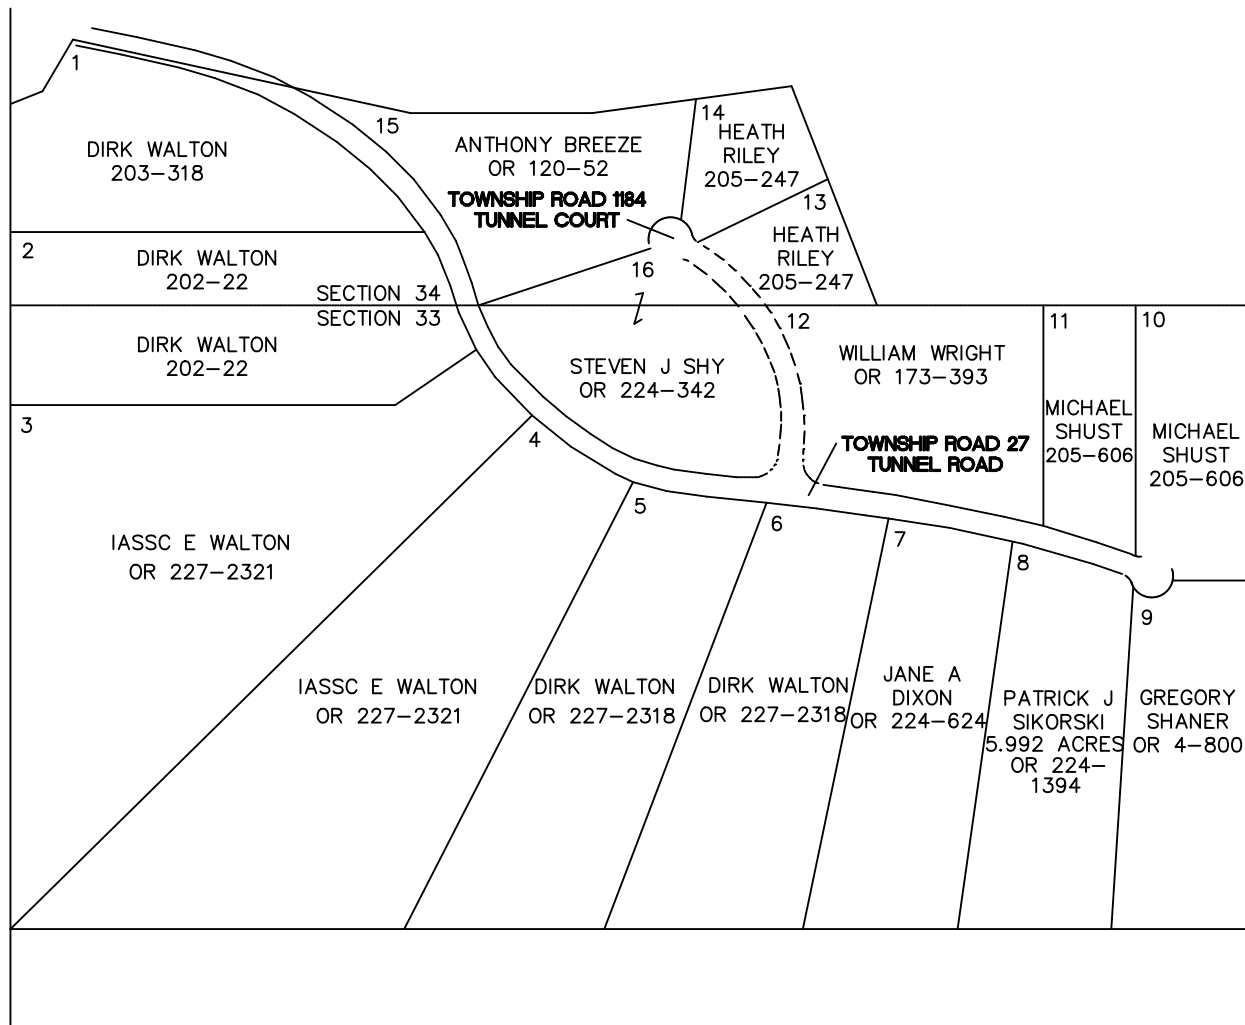 1
DIRK WALTON
203-318
15
ANTHONY BREEZE
OR 120-52
14
HEATH
RILEY
205-247
TOWNSHIP ROAD 1184
TUNNEL COURT
13
HEATH
RILEY
205-247
2
DIRK WALTON
202-22
SECTION 34
SECTION 33
DIRK WALTON
202-22
16
STEVEN J SHY
OR 224-342
12
WILLIAM WRIGHT
OR 173-393
11
MICHAEL
SHUST
205-606
10
MICHAEL
SHUST
205-606
TOWNSHIP ROAD 27
TUNNEL ROAD
3
IASSC E WALTON
OR 227-2321
4
IASSC E WALTON
OR 227-2321
5
DIRK WALTON
OR 227-2318
6
DIRK WALTON
OR 227-2318
7
JANE A
DIXON
OR 224-624
8
PATRICK J
SIKORSKI
5.992 ACRES
OR 224-
1394
9
GREGORY
SHANER
OR 4-800